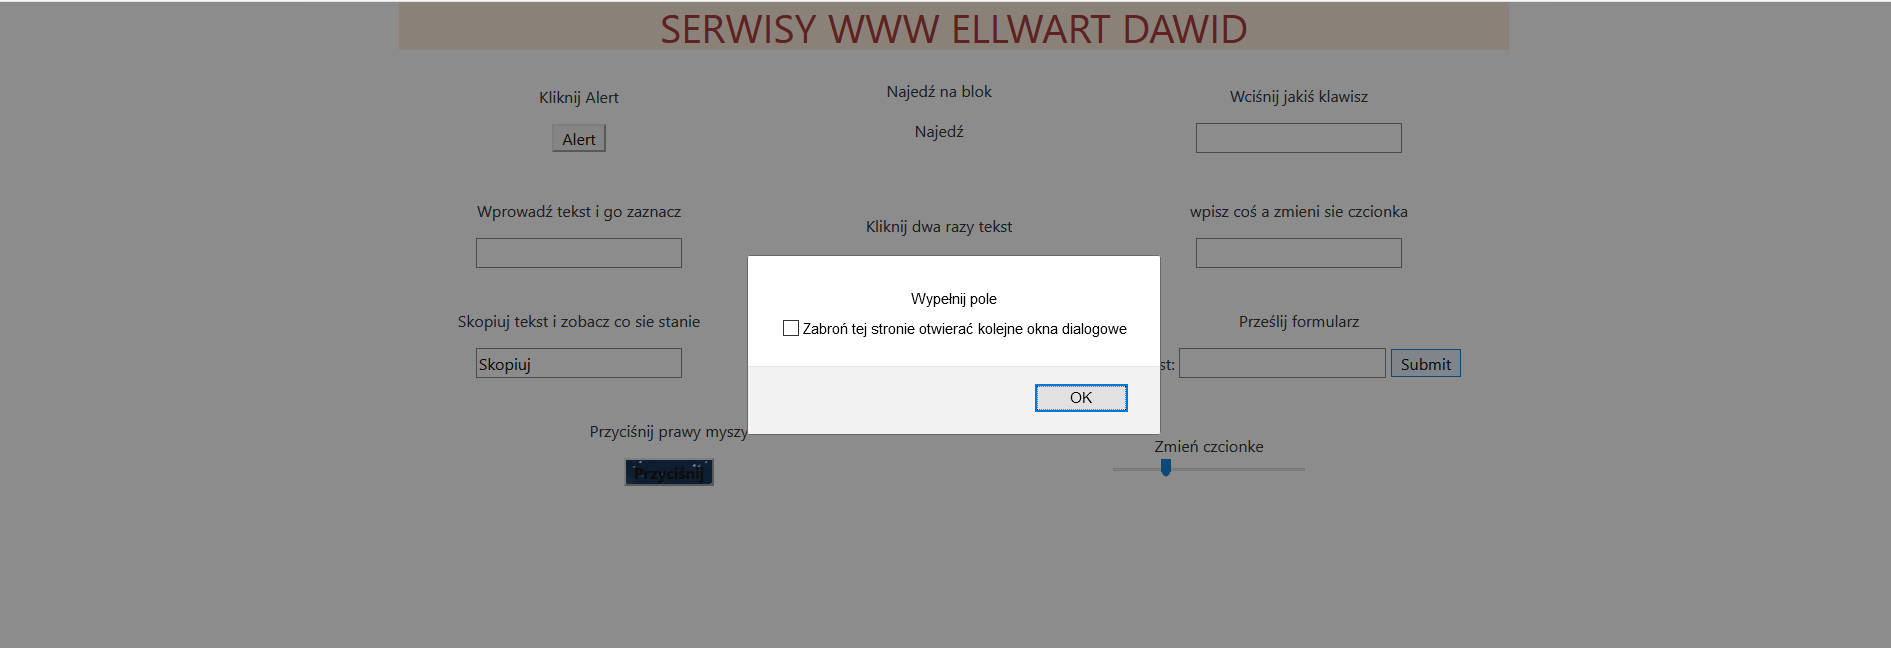 SERWISY WWW ELLWART DAWID
Kliknij Alert
Alert
Najedź na blok
Najedź
Wciśnij jakiś klawisz
Wprowadź tekst i go zaznacz
Kliknij dwa razy tekst
wpisz coś a zmieni sie czcionka
Wypełnij pole
Zabroń tej stronie otwierać kolejne okna dialogowe
OK
Skopiuj tekst i zobacz co sie stanie
Skopiuj
Prześlij formularz
st:
Submit
Przyciśnij prawy myszy
Przyciśnij
Zmień czcionke